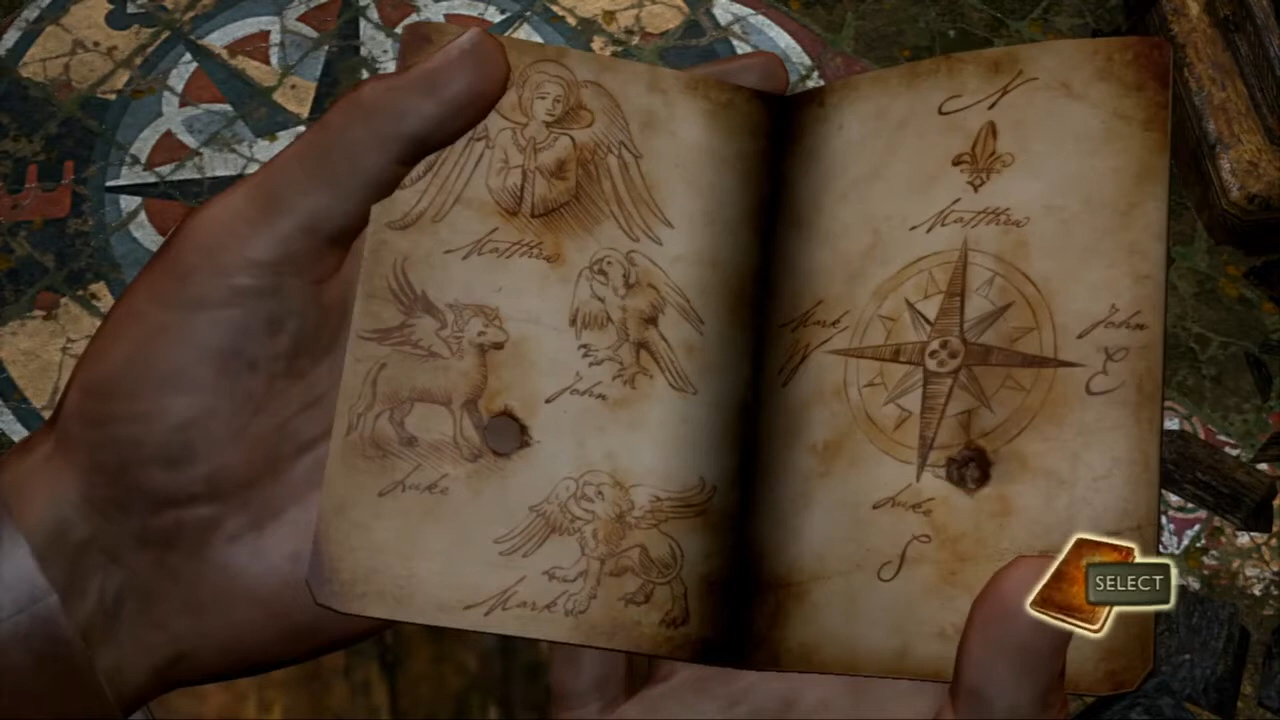 Matthew
John
Luke
Mark
N
Matthew
Mark
W
John
E
Luke
S
SELECT